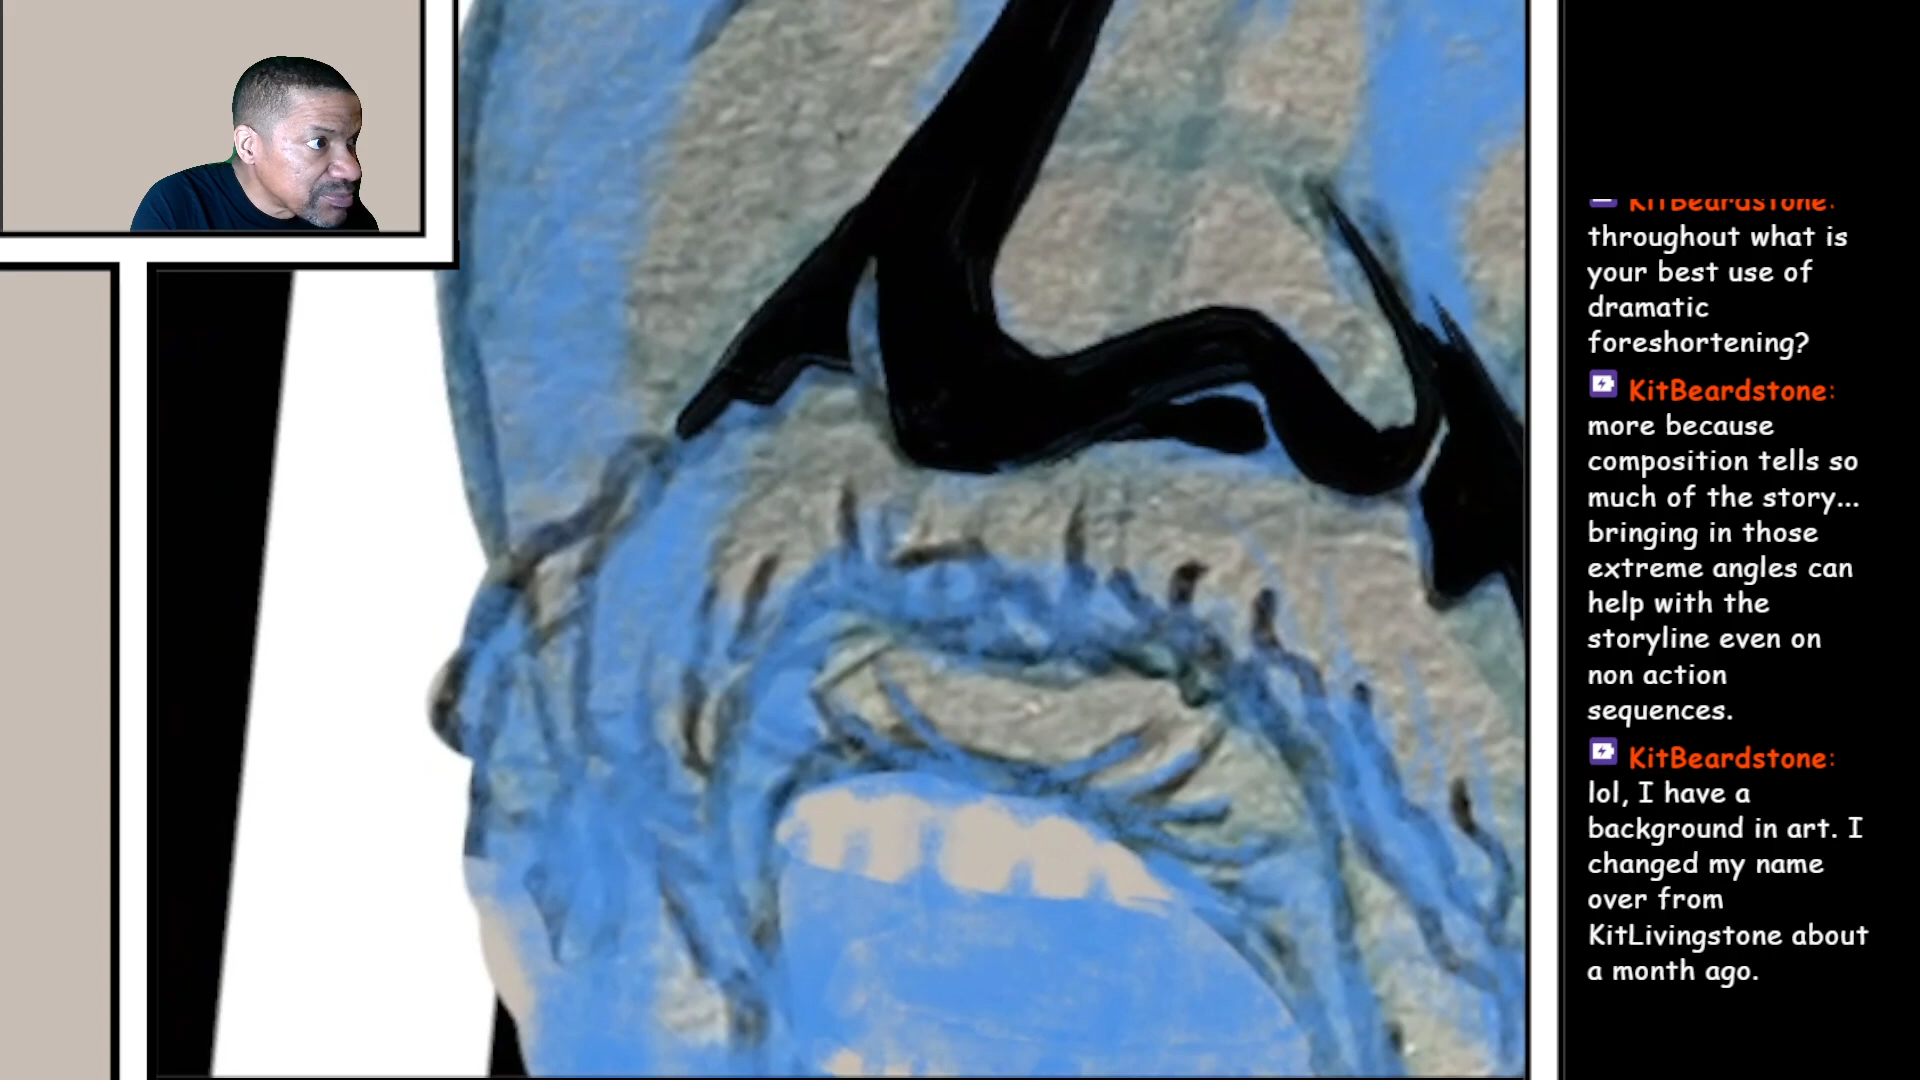 KitBeardstone:
throughout what is
your best use of
dramatic
foreshortening?
KitBeardstone:
more because
composition tells so
much of the story...
bringing in those
extreme angles can
help with the
storyline even on
non action
sequences.
KitBeardstone:
lol, I have a
background in art. I
changed my name
over from
KitLivingstone about
a month ago.